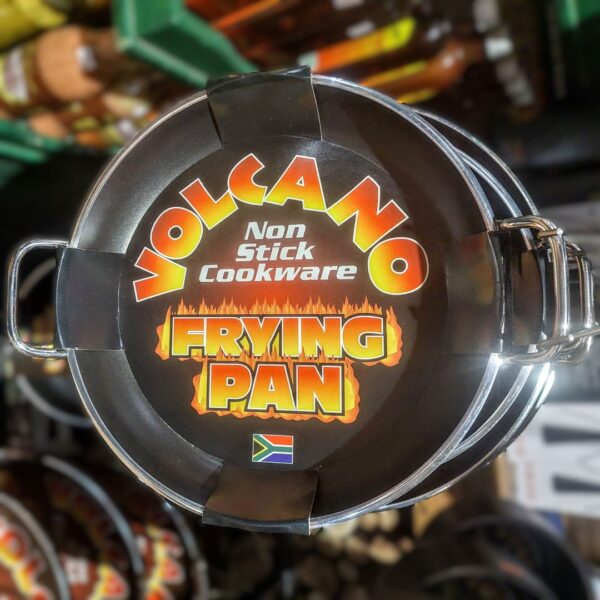 VOLCANO
Non
Stick
Cookware
FRYING
PAN